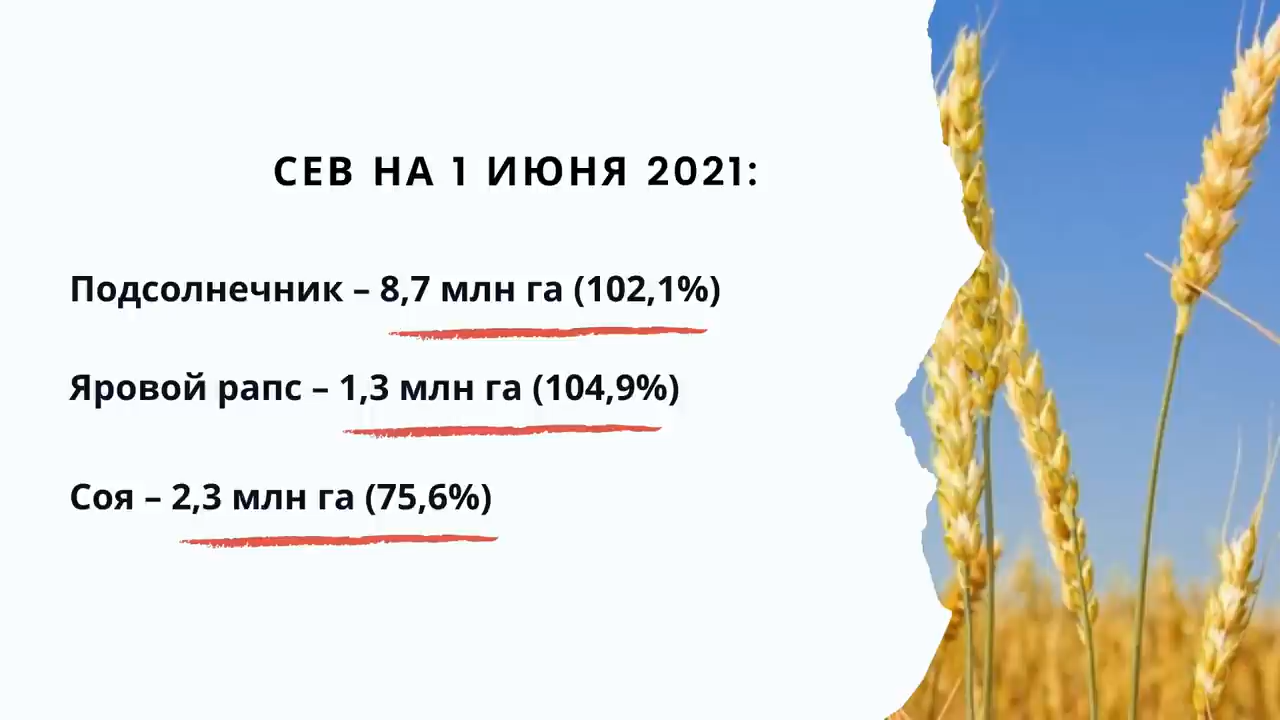 СЕВ НА 1 ИЮНЯ 2021:
Подсолнечник – 8,7 млн га (102,1%)
Яровой рапс – 1,3 млн га (104,9%)
Соя – 2,3 млн га (75,6%)